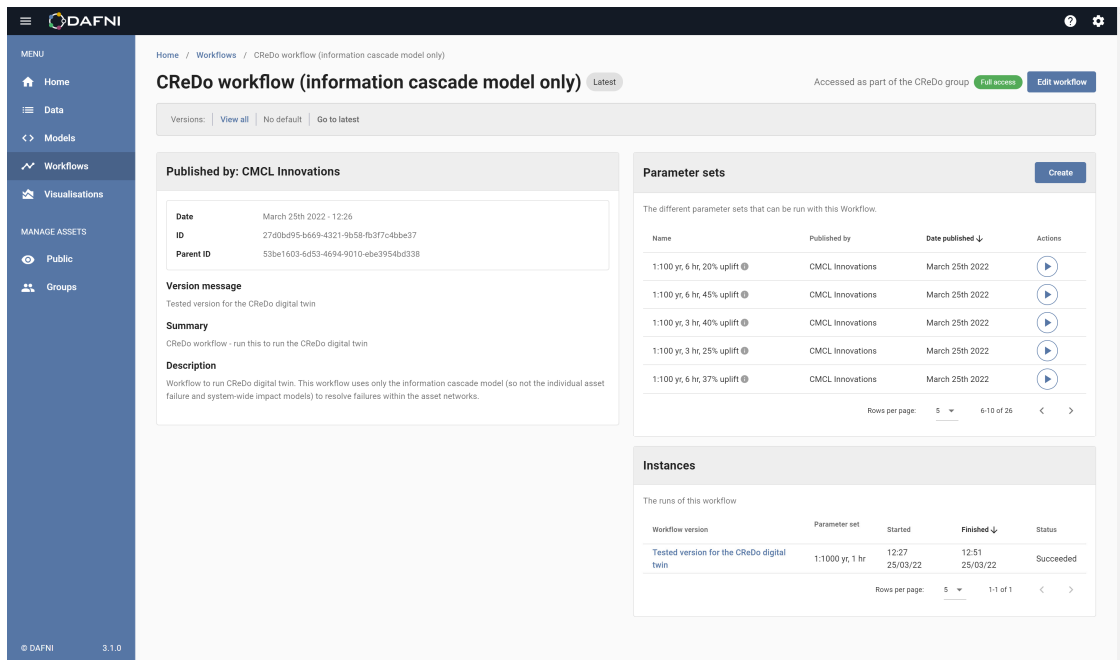 DAFNI
MENU
Home
Data
Models
Workflows
Visualisations
MANAGE ASSETS
Public
Groups
© DAFNI 3.1.0
Home / Workflows / CReDo workflow (information cascade model only)
CReDo workflow (information cascade model only) Latest
Accessed as part of the CReDo group Full access Edit workflow
Versions: View all No default Go to latest
Published by: CMCL Innovations
Date March 25th 2022 - 12:26
ID 27d0bd95-b669-4321-9b58-fb3f7c4bbe37
Parent ID 53be1603-6d53-4694-9010-ebe3954bd338
Version message
Tested version for the CReDo digital twin
Summary
CReDo workflow - run this to run the CReDo digital twin
Description
Workflow to run CReDo digital twin. This workflow uses only the information cascade model (so not the individual asset
failure and system-wide impact models) to resolve failures within the asset networks.
Parameter sets Create
The different parameter sets that can be run with this Workflow.
Name Published by Date published Actions
1:100 yr, 6 hr, 20% uplift CMCL Innovations March 25th 2022
1:100 yr, 6 hr, 45% uplift CMCL Innovations March 25th 2022
1:100 yr, 3 hr, 40% uplift CMCL Innovations March 25th 2022
1:100 yr, 3 hr, 25% uplift CMCL Innovations March 25th 2022
1:100 yr, 6 hr, 37% uplift CMCL Innovations March 25th 2022
Rows per page: 5 6-10 of 26
Instances
The runs of this workflow
Workflow version Parameter set Started Finished Status
Tested version for the CReDo digital twin 1:1000 yr, 1 hr 12:27 25/03/22 12:51 25/03/22 Succeeded
Rows per page: 5 1-1 of 1